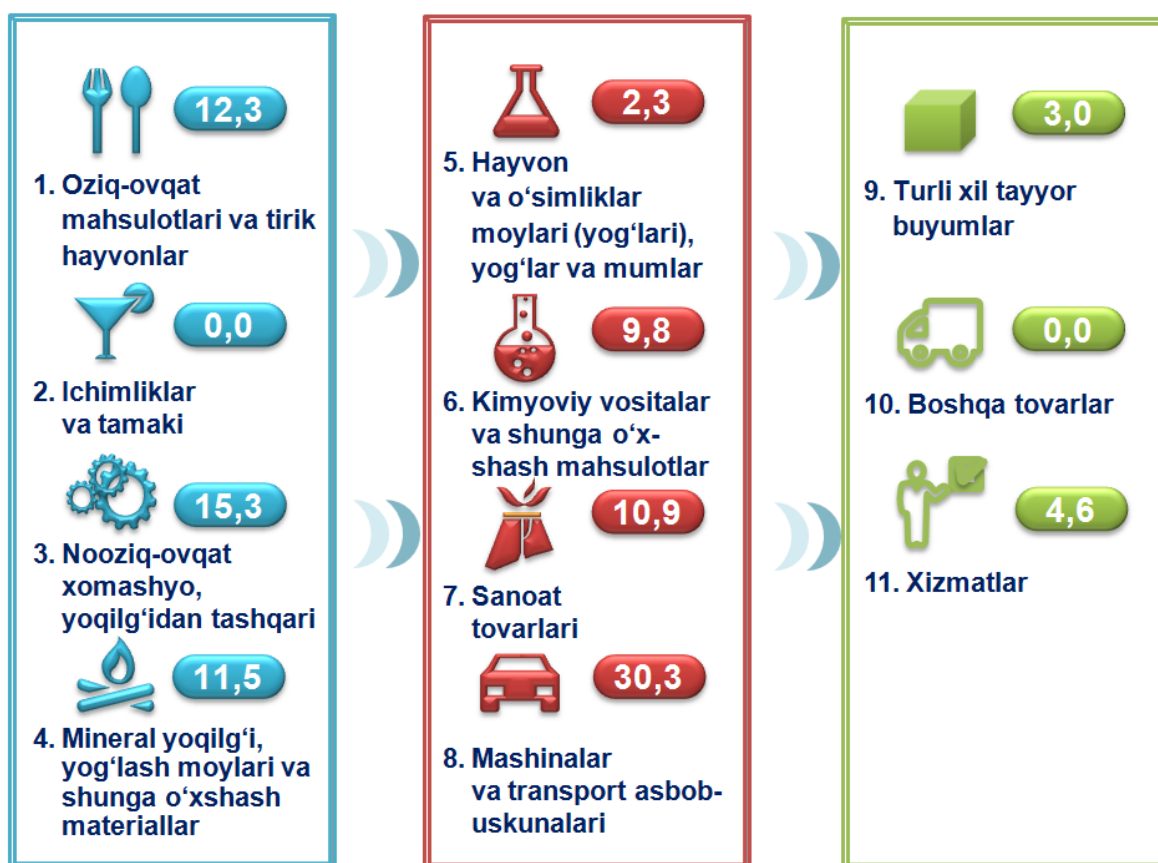 12,3
1. Oziq-ovqat
mahsulotlari va tirik
hayvonlar
0,0
2. Ichimliklar
va tamaki
15,3
3. Nooziq-ovqat
xomashyo,
yoqilg‘idan tashqari
11,5
4. Mineral yoqilg‘i,
yog‘lash moylari va
shunga o‘xshash
materiallar
2,3
5. Hayvon
va o‘simliklar
moylari (yog‘lari),
yog‘lar va mumlar
9,8
6. Kimyoviy vositalar
va shunga o‘x-
shash mahsulotlar
10,9
7. Sanoat
tovarlari
30,3
8. Mashinalar
va transport asbob-
uskunalari
3,0
9. Turli xil tayyor
buyumlar
0,0
10. Boshqa tovarlar
4,6
11. Xizmatlar